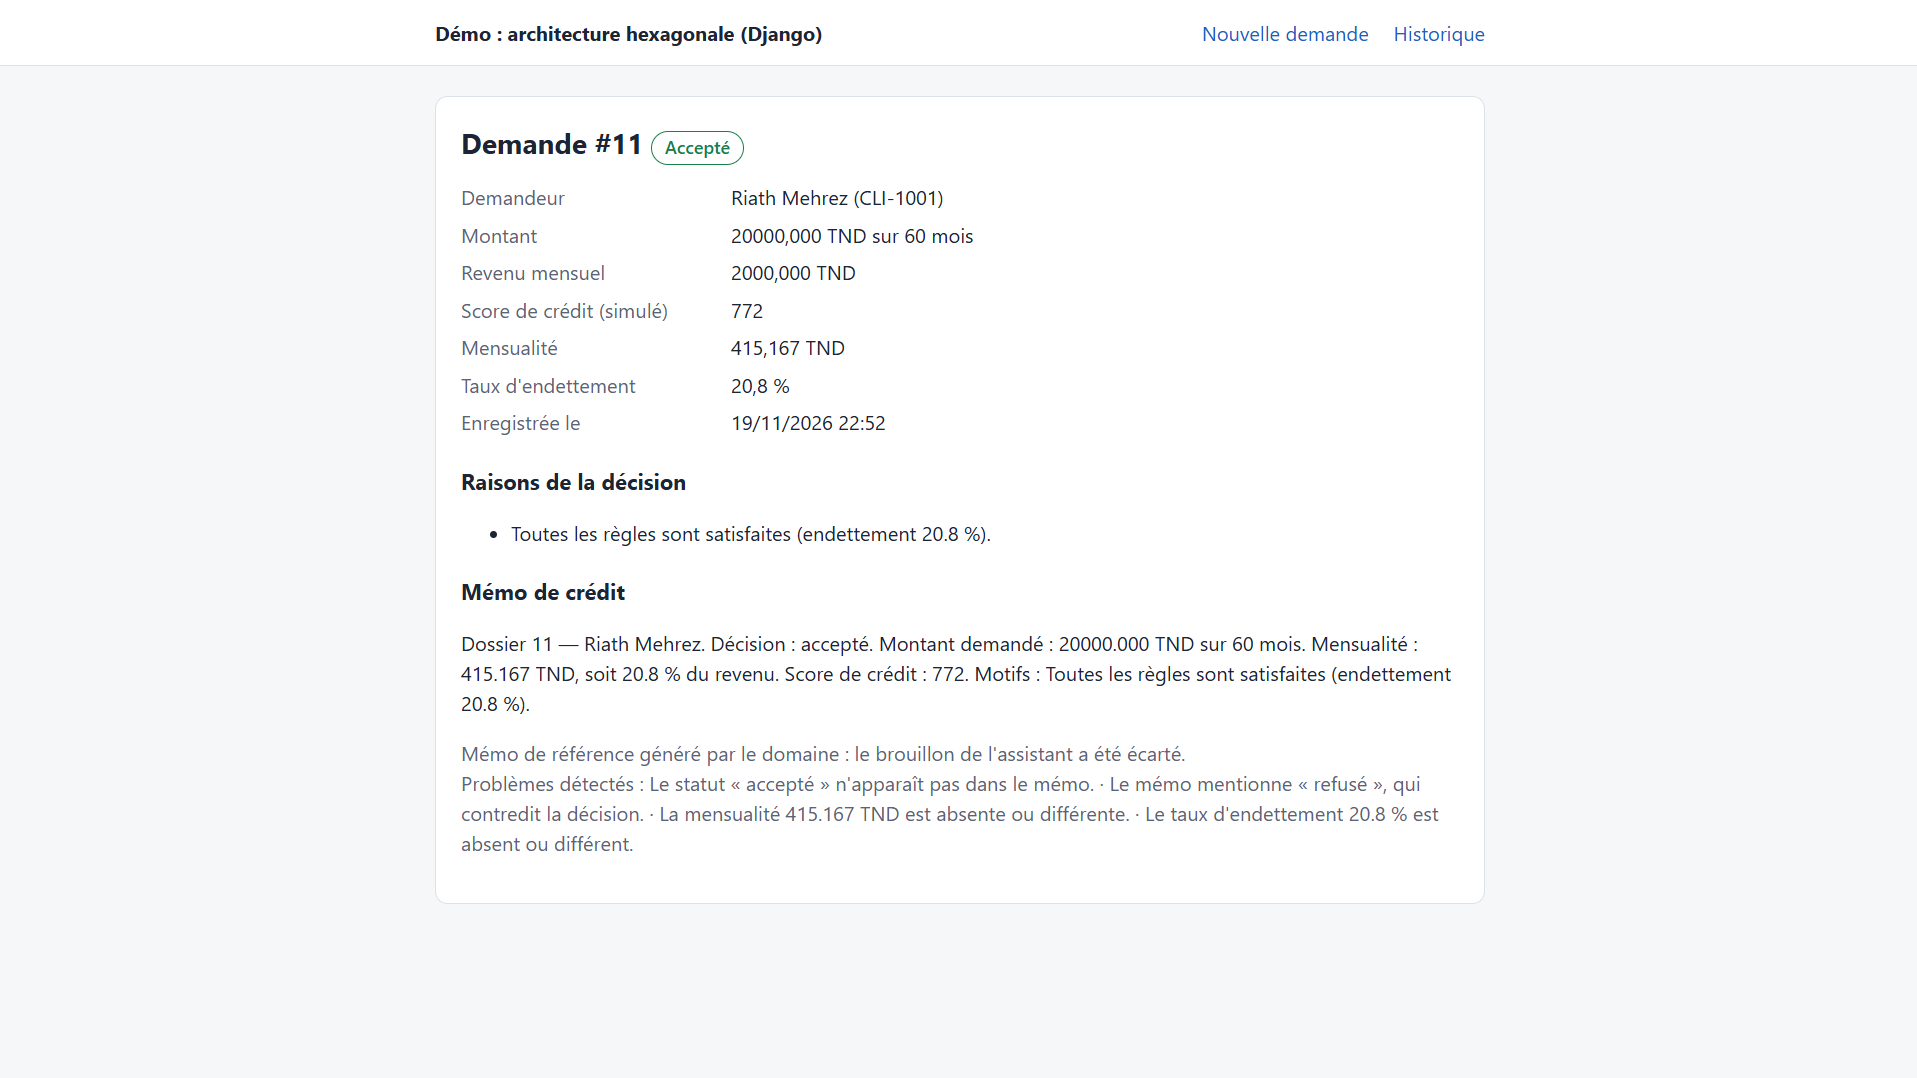 Démo : architecture hexagonale (Django)
Nouvelle demande
Historique
Demande #11
Accepté
Demandeur
Riath Mehrez (CLI-1001)
Montant
20000,000 TND sur 60 mois
Revenu mensuel
2000,000 TND
Score de crédit (simulé)
772
Mensualité
415,167 TND
Taux d'endettement
20,8 %
Enregistrée le
19/11/2026 22:52
Raisons de la décision
• Toutes les règles sont satisfaites (endettement 20.8 %).
Mémo de crédit
Dossier 11 — Riath Mehrez. Décision : accepté. Montant demandé : 20000.000 TND sur 60 mois. Mensualité :
415.167 TND, soit 20.8 % du revenu. Score de crédit : 772. Motifs : Toutes les règles sont satisfaites (endettement
20.8 %).
Mémo de référence généré par le domaine : le brouillon de l'assistant a été écarté.
Problèmes détectés : Le statut « accepté » n'apparaît pas dans le mémo. · Le mémo mentionne « refusé », qui
contredit la décision. · La mensualité 415.167 TND est absente ou différente. · Le taux d'endettement 20.8 % est
absent ou différent.